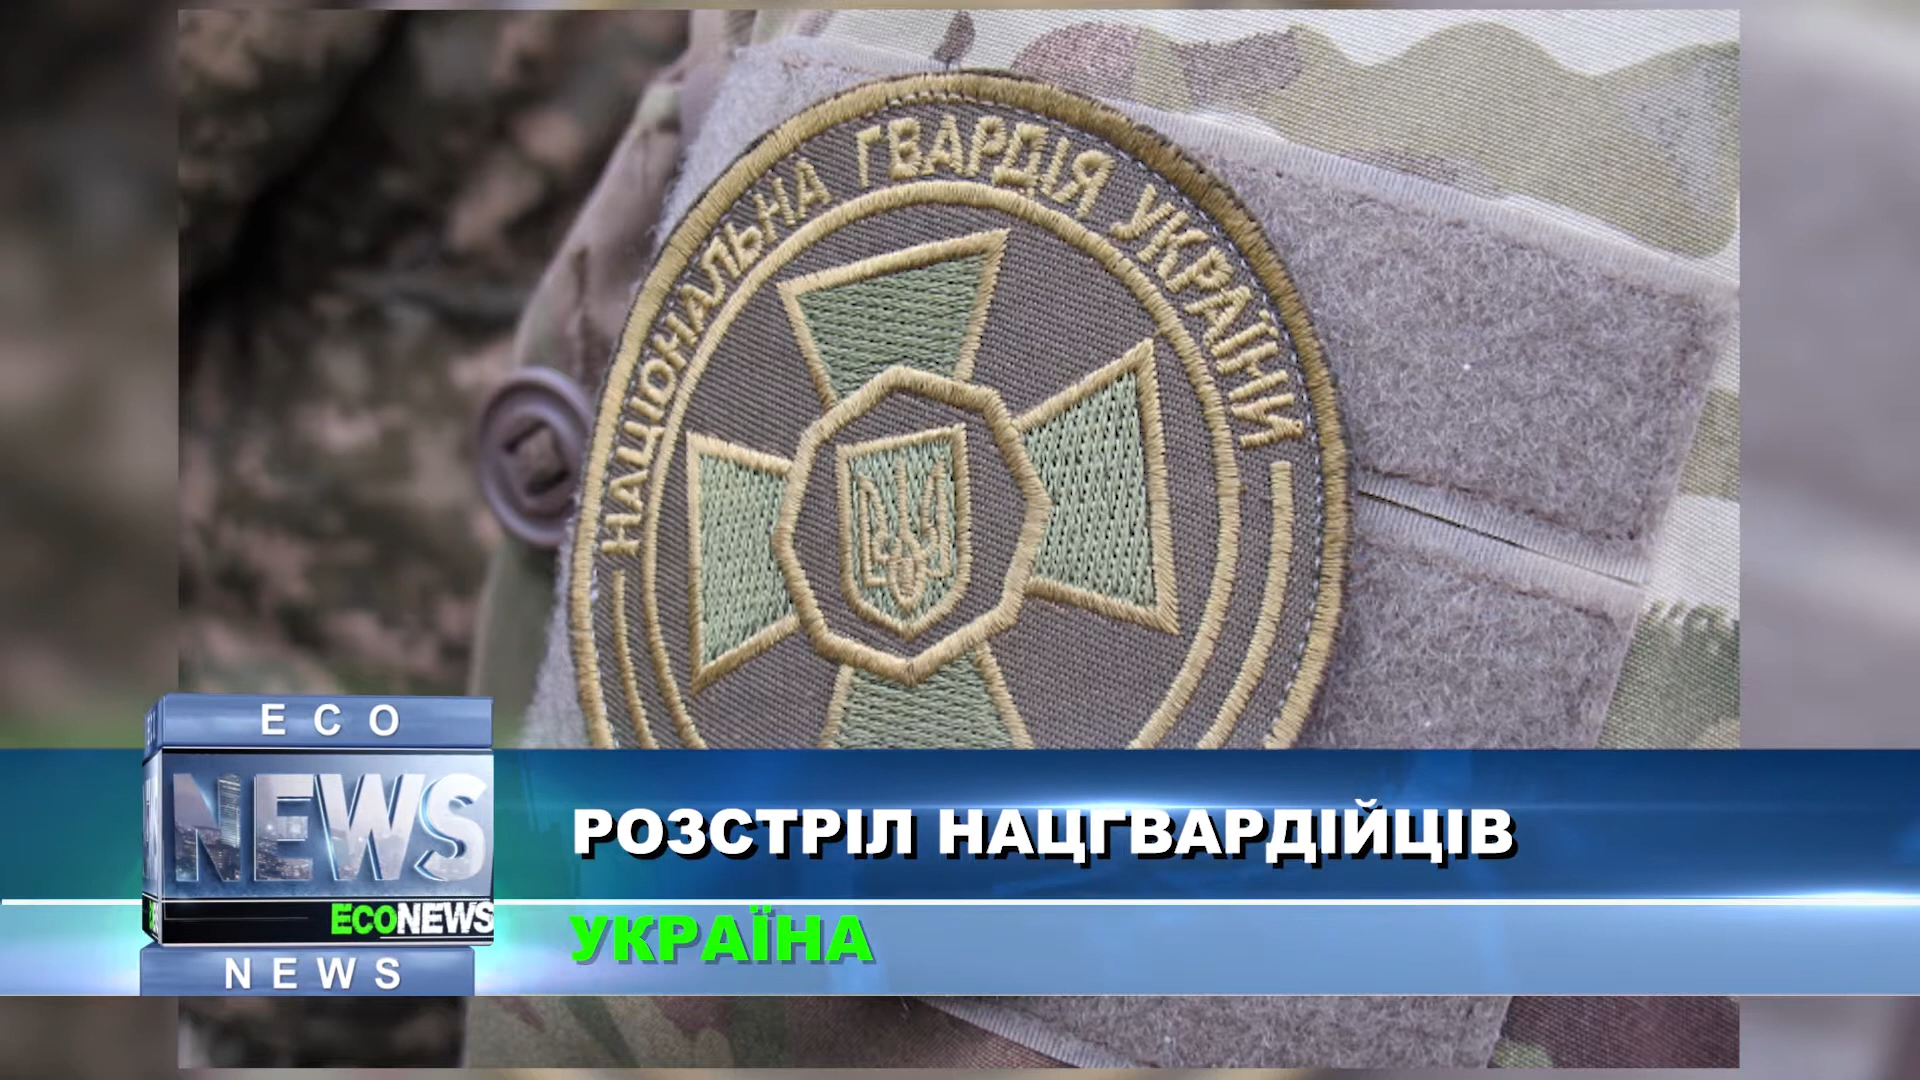 НАЦІОНАЛЬНА ГВАРДІЯ УКРАЇНИ
ECO
NEWS
ECONEWS
NEWS
РОЗСТРІЛ НАЦГВАРДІЙЦІВ
УКРАЇНА